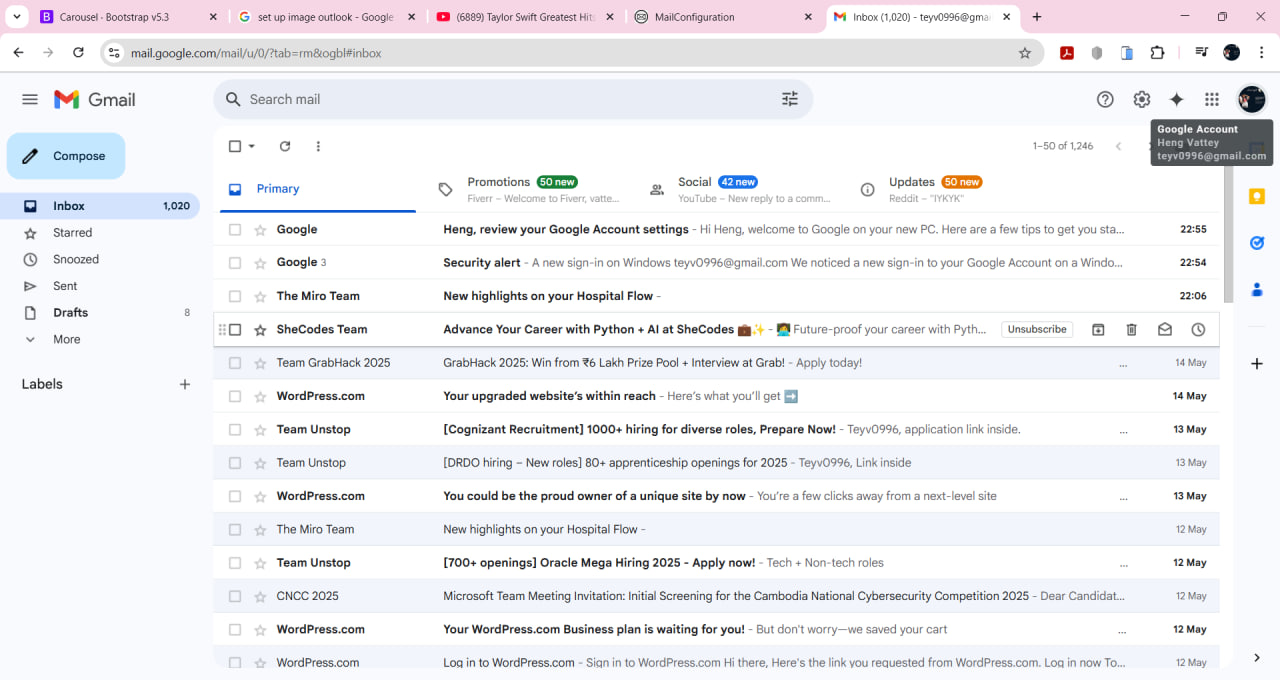 Carousel · Bootstrap v5.3
set up image outlook - Google
(6889) Taylor Swift Greatest Hits
MailConfiguration
Inbox (1,020) - teyv0996@gmai
mail.google.com/mail/u/0/?tab=rm&ogbl#inbox
Gmail
Search mail
Google Account
Heng Vattey
teyv0996@gmail.com
Compose
Inbox 1,020
Starred
Snoozed
Sent
Drafts 8
More
Labels
1–50 of 1,246
Primary
Promotions 50 new
Fiverr – Welcome to Fiverr, vatte...
Social 42 new
YouTube – New reply to a comm...
Updates 50 new
Reddit – "IYKYK"
Google Heng, review your Google Account settings - Hi Heng, welcome to Google on your new PC. Here are a few tips to get you sta... 22:55
Google 3 Security alert - A new sign-in on Windows teyv0996@gmail.com We noticed a new sign-in to your Google Account on a Windo... 22:54
The Miro Team New highlights on your Hospital Flow - 22:06
SheCodes Team Advance Your Career with Python + AI at SheCodes 💼✨ - 👩‍💻 Future-proof your career with Pyth... Unsubscribe
Team GrabHack 2025 GrabHack 2025: Win from ₹6 Lakh Prize Pool + Interview at Grab! - Apply today! ... 14 May
WordPress.com Your upgraded website’s within reach - Here’s what you’ll get ➡️ 14 May
Team Unstop [Cognizant Recruitment] 1000+ hiring for diverse roles, Prepare Now! - Teyv0996, application link inside. ... 13 May
Team Unstop [DRDO hiring – New roles] 80+ apprenticeship openings for 2025 - Teyv0996, Link inside 13 May
WordPress.com You could be the proud owner of a unique site by now - You’re a few clicks away from a next-level site ... 13 May
The Miro Team New highlights on your Hospital Flow - 12 May
Team Unstop [700+ openings] Oracle Mega Hiring 2025 - Apply now! - Tech + Non-tech roles ... 12 May
CNCC 2025 Microsoft Team Meeting Invitation: Initial Screening for the Cambodia National Cybersecurity Competition 2025 - Dear Candidat... 12 May
WordPress.com Your WordPress.com Business plan is waiting for you! - But don't worry—we saved your cart ... 12 May
WordPress.com Log in to WordPress.com - Sign in to WordPress.com Hi there, Here's the link you requested from WordPress.com. Log in now To... 12 May